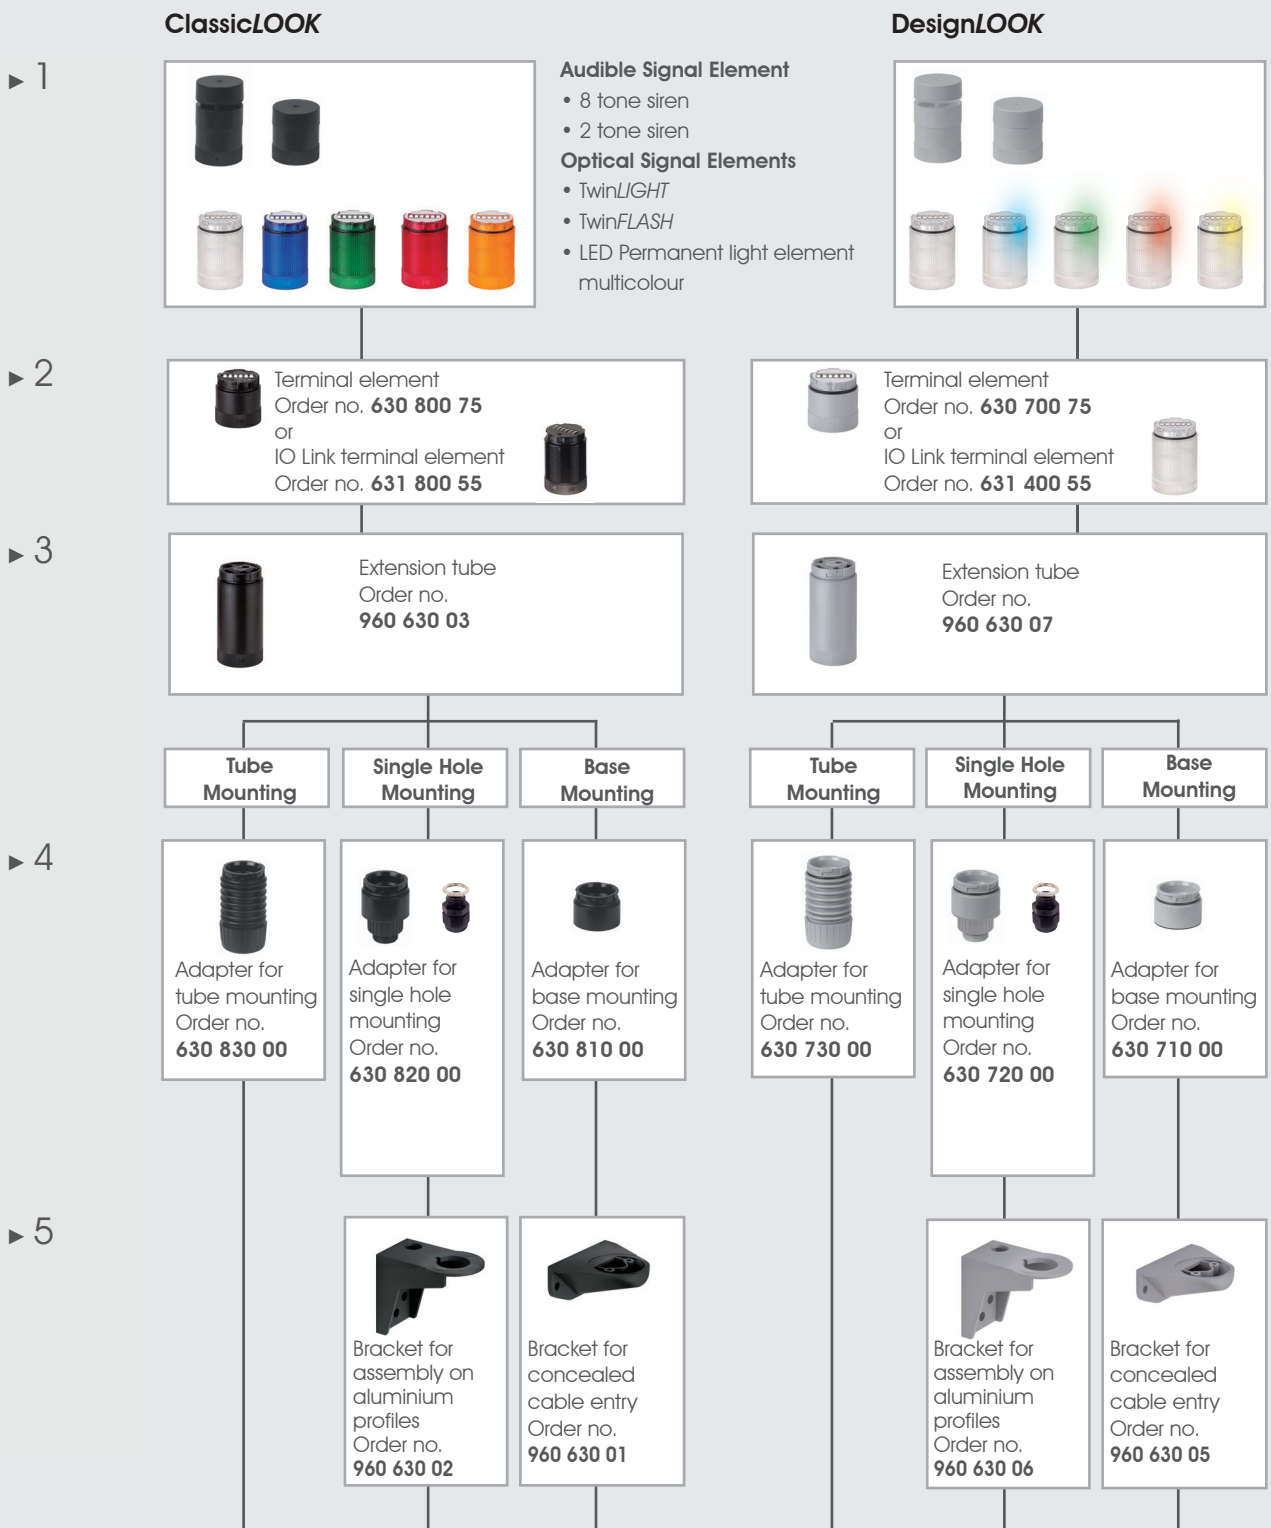 ClassicLOOK
DesignLOOK
► 1
Audible Signal Element
• 8 tone siren
• 2 tone siren
Optical Signal Elements
• TwinLIGHT
• TwinFLASH
• LED Permanent light element
multicolour
► 2
Terminal element
Order no. 630 800 75
or
IO Link terminal element
Order no. 631 800 55
Terminal element
Order no. 630 700 75
or
IO Link terminal element
Order no. 631 400 55
► 3
Extension tube
Order no.
960 630 03
Extension tube
Order no.
960 630 07
Tube
Mounting
Single Hole
Mounting
Base
Mounting
Tube
Mounting
Single Hole
Mounting
Base
Mounting
► 4
Adapter for
tube mounting
Order no.
630 830 00
Adapter for
single hole
mounting
Order no.
630 820 00
Adapter for
base mounting
Order no.
630 810 00
Adapter for
tube mounting
Order no.
630 730 00
Adapter for
single hole
mounting
Order no.
630 720 00
Adapter for
base mounting
Order no.
630 710 00
► 5
Bracket for
assembly on
aluminium
profiles
Order no.
960 630 02
Bracket for
concealed
cable entry
Order no.
960 630 01
Bracket for
assembly on
aluminium
profiles
Order no.
960 630 06
Bracket for
concealed
cable entry
Order no.
960 630 05